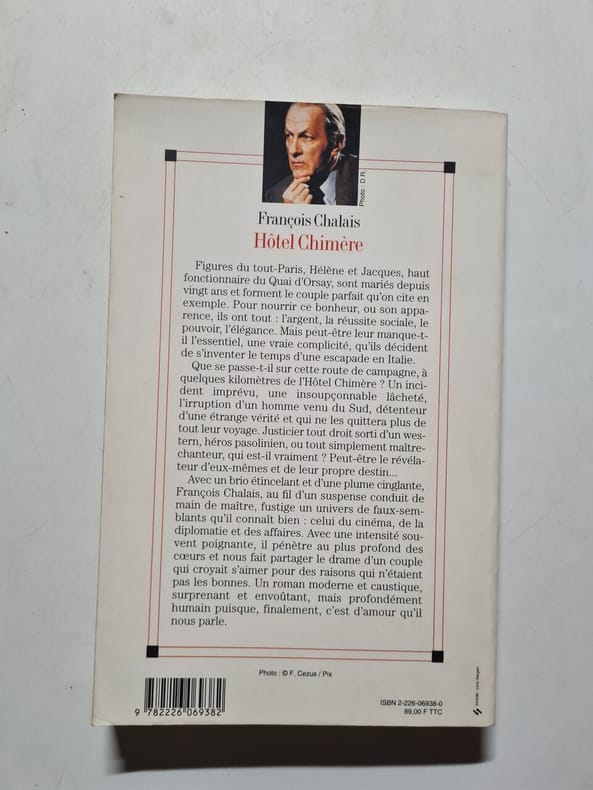 Photo : D.R.
François Chalais
Hôtel Chimère
Figures du tout-Paris, Hélène et Jacques, haut
fonctionnaire du Quai d'Orsay, sont mariés depuis
vingt ans et forment le couple parfait qu'on cite en
exemple. Pour nourrir ce bonheur, ou son appa-
rence, ils ont tout : l'argent, la réussite sociale, le
pouvoir, l'élégance. Mais peut-être leur manque-t-
il l'essentiel, une vraie complicité, qu'ils décident
de s'inventer le temps d'une escapade en Italie.
Que se passe-t-il sur cette route de campagne, à
quelques kilomètres de l'Hôtel Chimère ? Un inci-
dent imprévu, une insoupçonnable lâcheté,
l'irruption d'un homme venu du Sud, détenteur
d'une étrange vérité et qui ne les quittera plus de
tout leur voyage. Justicier tout droit sorti d'un wes-
tern, héros pasolinien, ou tout simplement maître-
chanteur, qui est-il vraiment ? Peut-être le révéla-
teur d'eux-mêmes et de leur propre destin...
Avec un brio étincelant et d'une plume cinglante,
François Chalais, au fil d'un suspense conduit de
main de maître, fustige un univers de faux-sem-
blants qu'il connaît bien : celui du cinéma, de la
diplomatie et des affaires. Avec une intensité sou-
vent poignante, il pénètre au plus profond des
cœurs et nous fait partager le drame d'un couple
qui croyait s'aimer pour des raisons qui n'étaient
pas les bonnes. Un roman moderne et caustique,
surprenant et envoûtant, mais profondément
humain puisque, finalement, c'est d'amour qu'il
nous parle.
Photo : © F. Cezus / Pix
9 782226 069382
ISBN 2-226-06938-0
89,00 F TTC